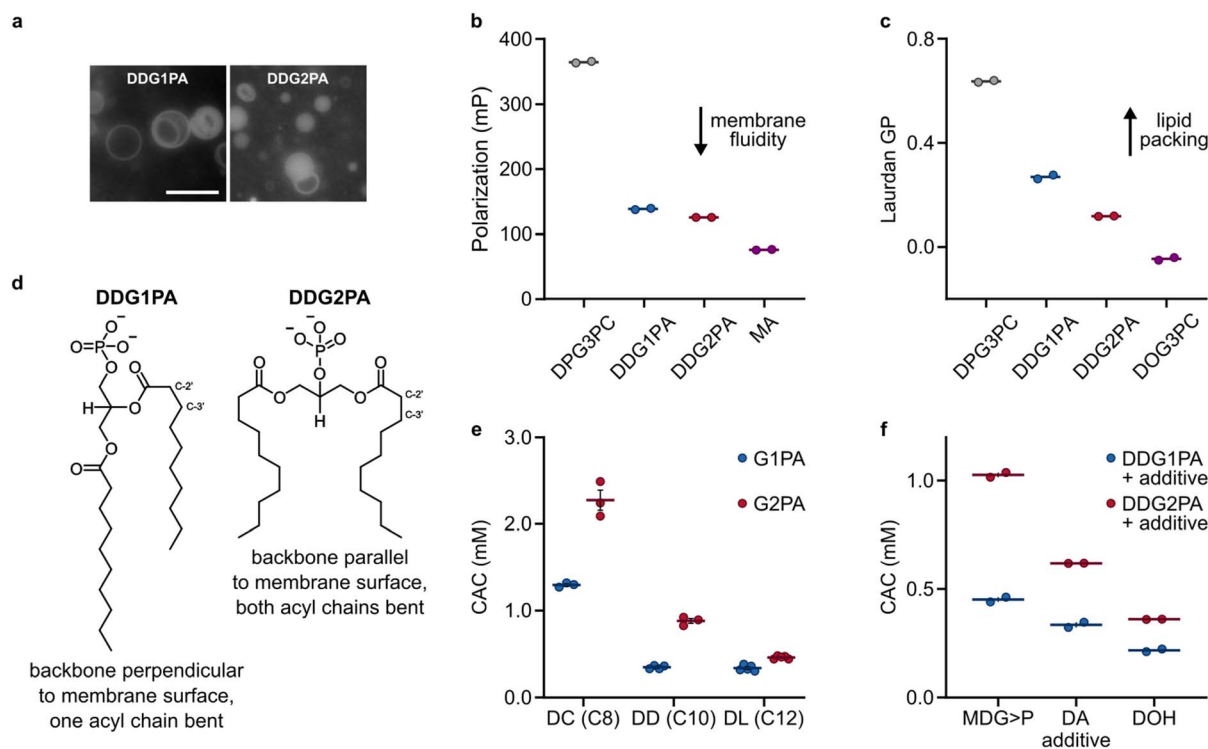 a
DDG1PA
DDG2PA
b
400
300
200
100
0
Polarization (mP)
membrane
fluidity
DPG3PC
DDG1PA
DDG2PA
MA
c
0.8
0.4
0.0
Laurdan GP
lipid
packing
DPG3PC
DDG1PA
DDG2PA
DOG3PC
d
DDG1PA
O⁻
O=P-O⁻
O
O
C-2'
C-3'
H
O
O
O
backbone perpendicular
to membrane surface,
one acyl chain bent
DDG2PA
⁻O O⁻
P=O
O
O
O
O
O
H
C-2'
C-3'
backbone parallel
to membrane surface,
both acyl chains bent
e
3.0
2.0
1.0
0.0
CAC (mM)
G1PA
G2PA
DC (C8)
DD (C10)
DL (C12)
f
1.0
0.5
0.0
CAC (mM)
DDG1PA
+ additive
DDG2PA
+ additive
MDG>P
DA
DOH
additive